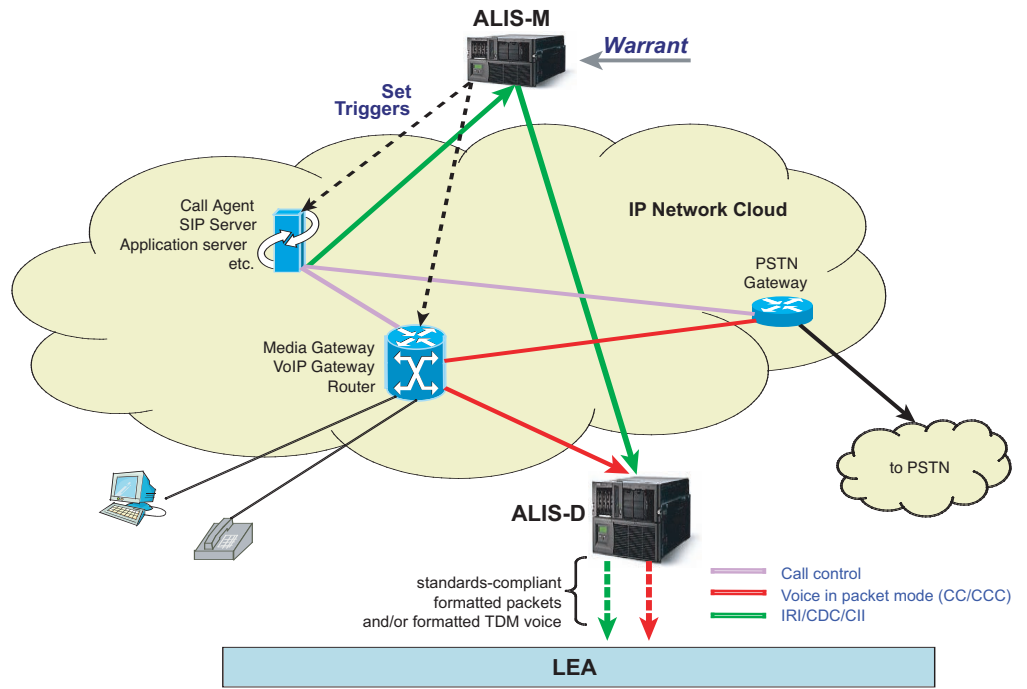 ALIS-M
Warrant
Set
Triggers
Call Agent
SIP Server
Application server
etc.
IP Network Cloud
PSTN
Gateway
Media Gateway
VoIP Gateway
Router
to PSTN
ALIS-D
standards-compliant
formatted packets
and/or formatted TDM voice
Call control
Voice in packet mode (CC/CCC)
IRI/CDC/CII
LEA